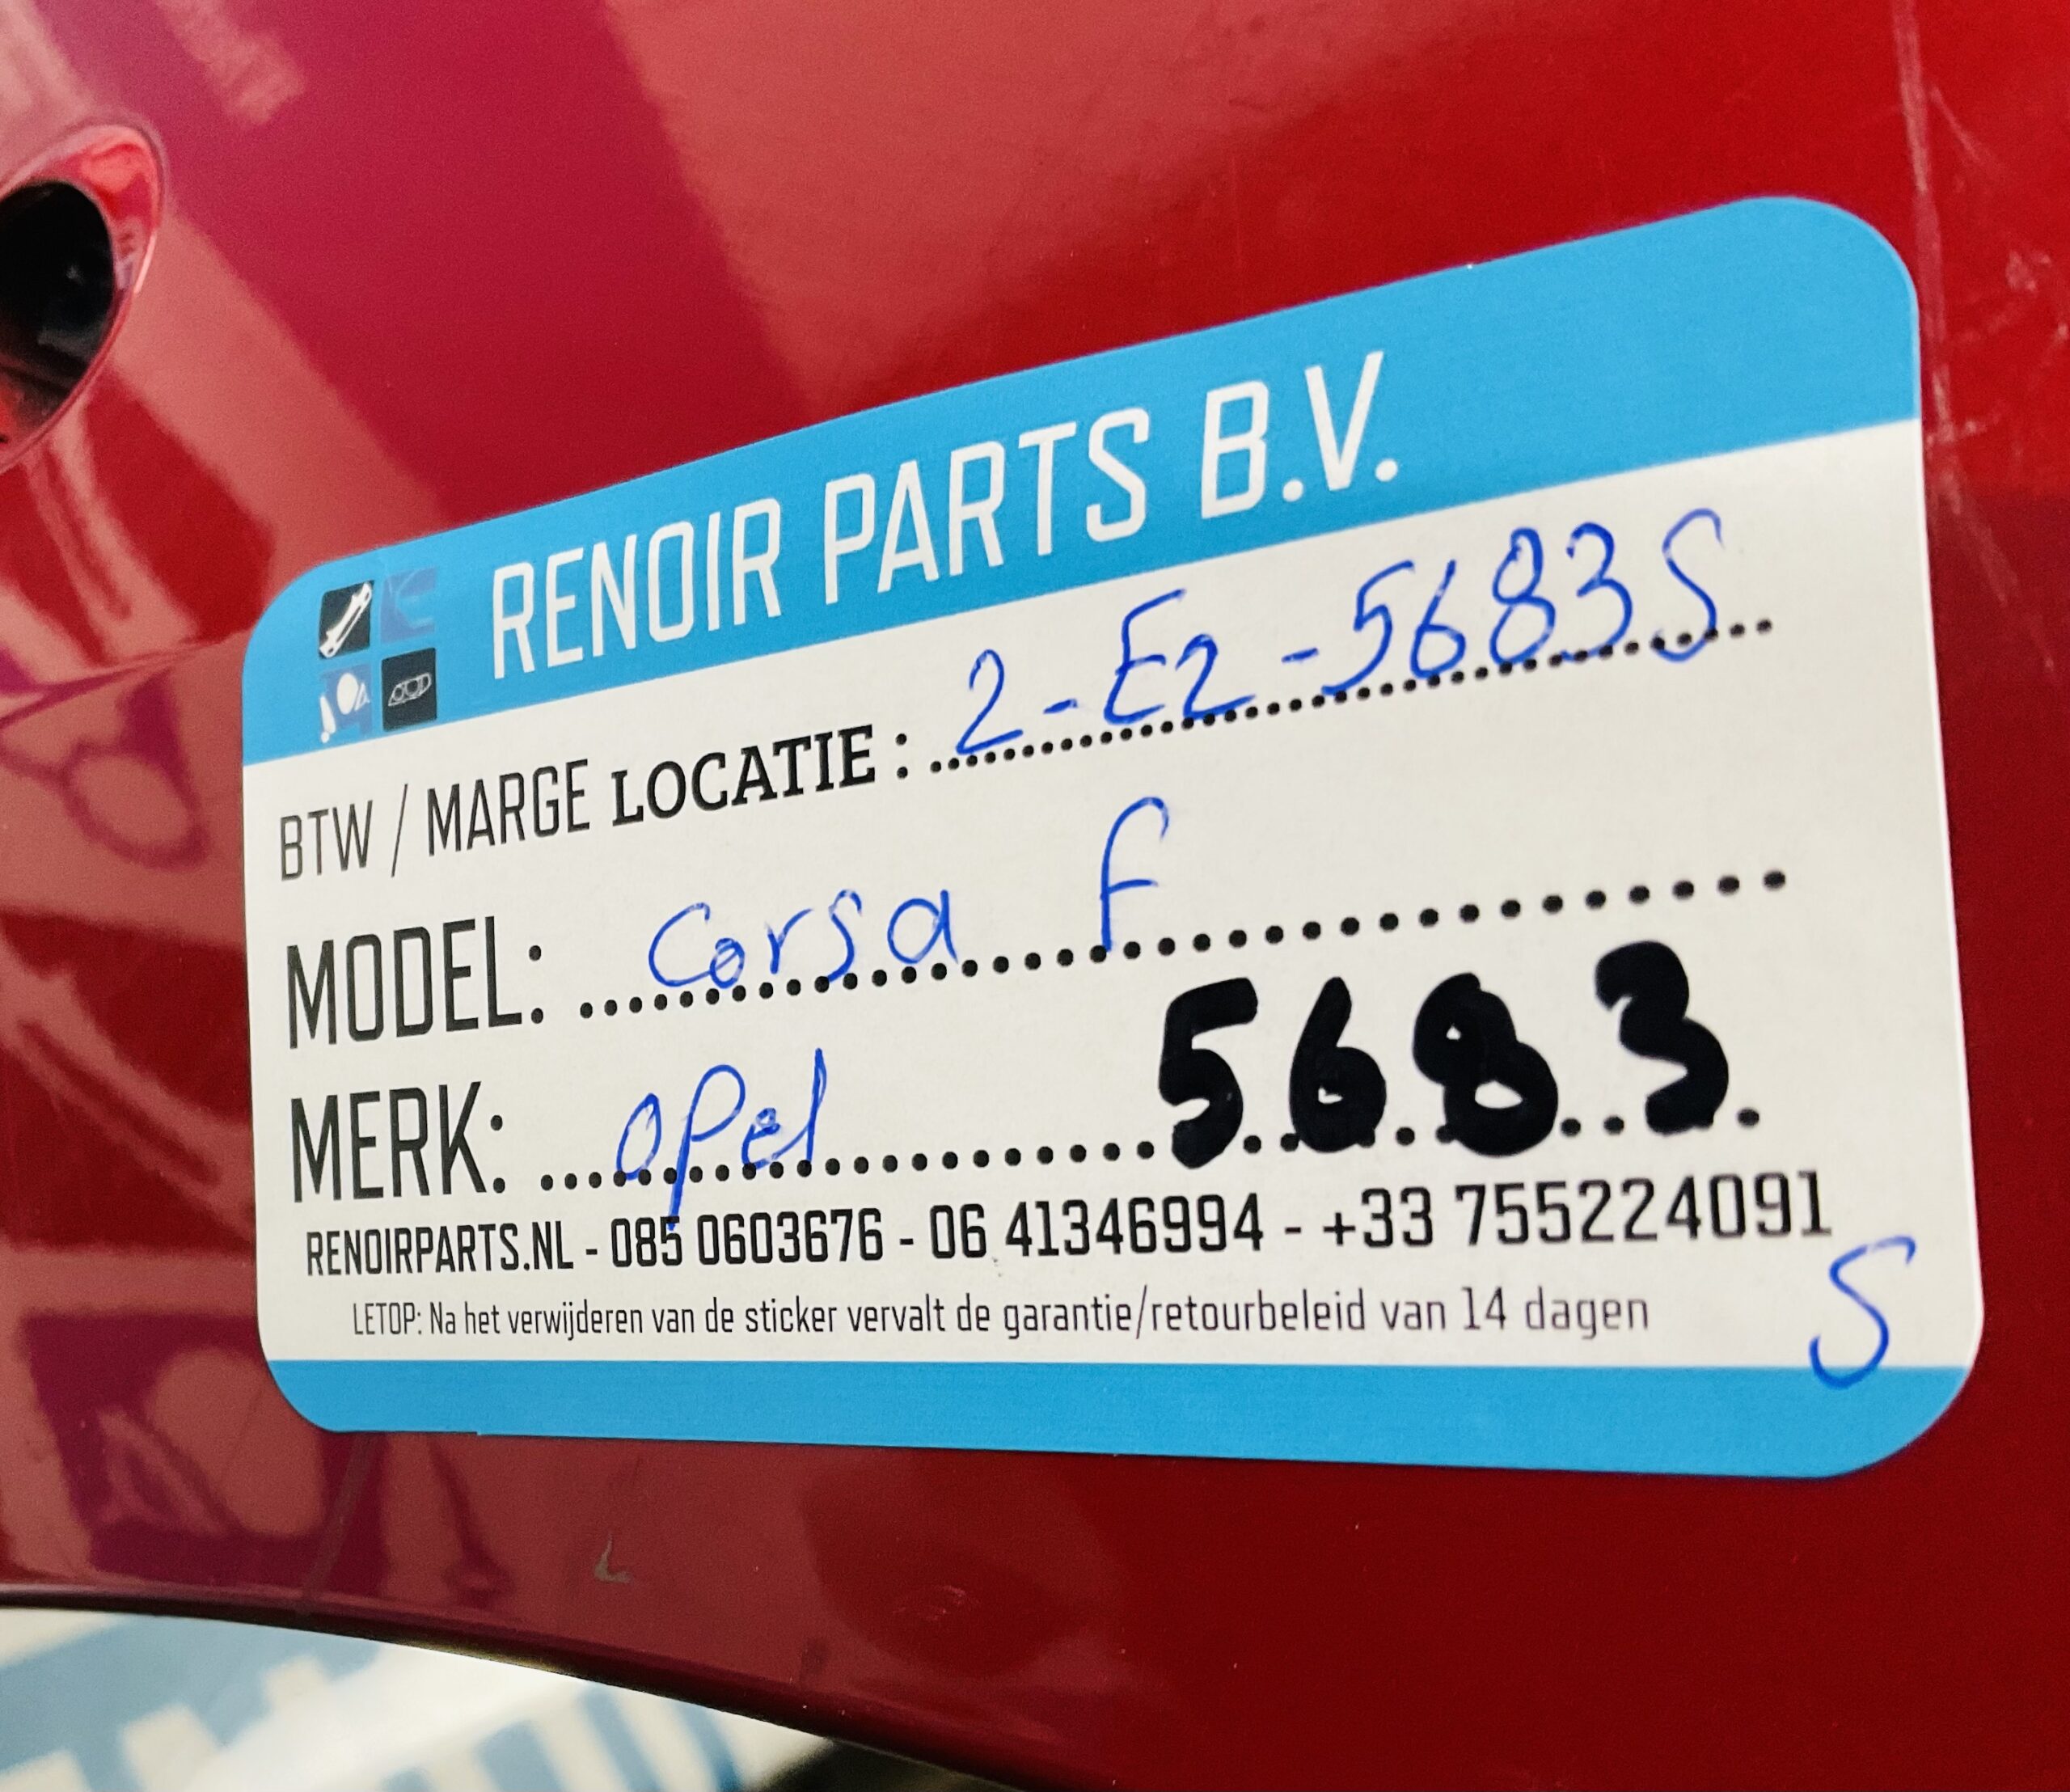 RENOIR PARTS B.V.
BTW / MARGE LOCATIE : 2-E2-5683S
MODEL: Corsa F
MERK: opel 5683
RENOIRPARTS.NL - 085 0603676 - 06 41346994 - +33 755224091
LETOP: Na het verwijderen van de sticker vervalt de garantie/retourbeleid van 14 dagen
S